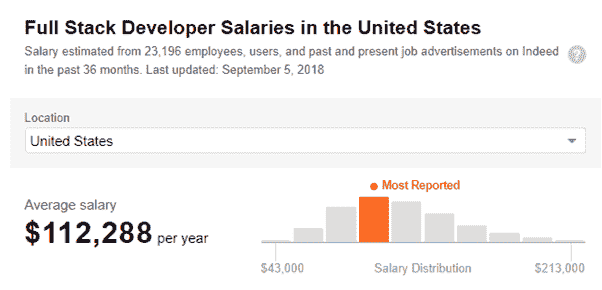 Full Stack Developer Salaries in the United States
Salary estimated from 23,196 employees, users, and past and present job advertisements on Indeed
in the past 36 months. Last updated: September 5, 2018
Location
United States
Most Reported
Average salary
$112,288 per year
$43,000 Salary Distribution $213,000